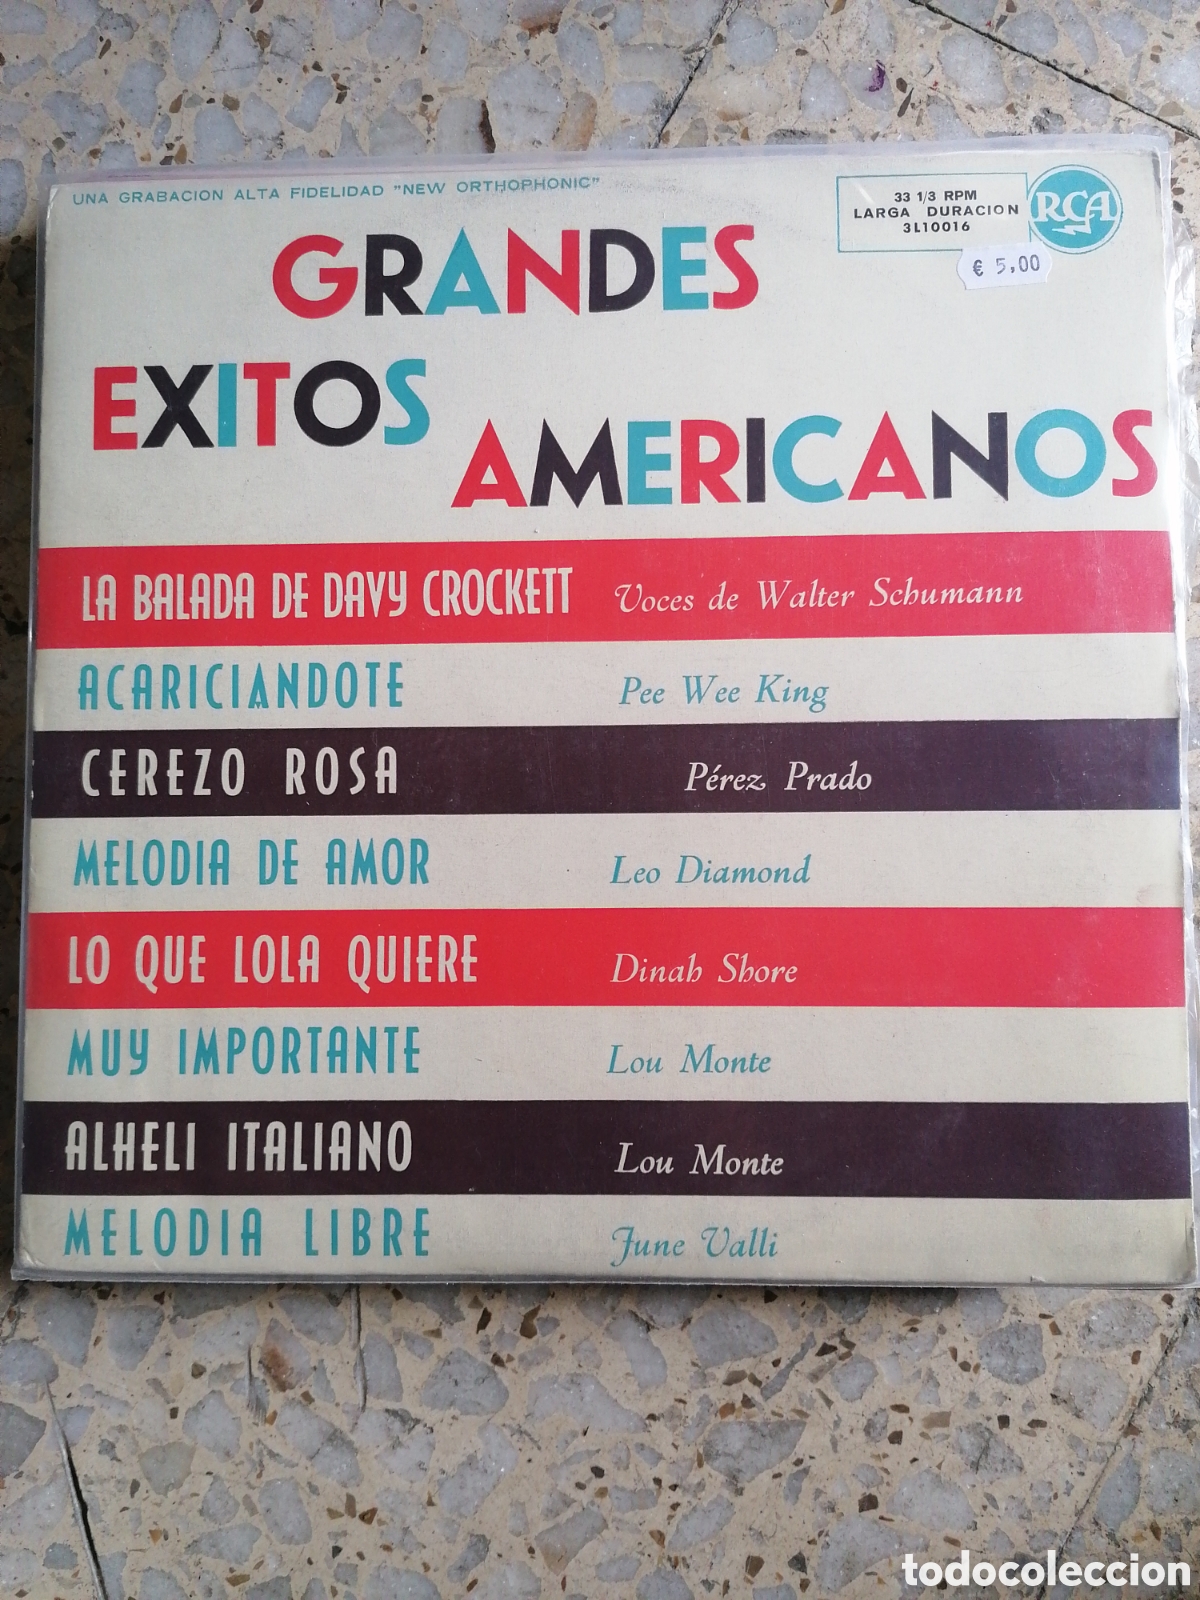 UNA GRABACION ALTA FIDELIDAD "NEW ORTHOPHONIC"
33 1/3 RPM
LARGA DURACION
3L10016
RCA
€ 5,00
GRANDES
EXITOS
AMERICANOS
LA BALADA DE DAVY CROCKETT Voces de Walter Schumann
ACARICIANDOTE Pee Wee King
CEREZO ROSA Pérez Prado
MELODIA DE AMOR Leo Diamond
LO QUE LOLA QUIERE Dinah Shore
MUY IMPORTANTE Lou Monte
ALHELI ITALIANO Lou Monte
MELODIA LIBRE June Valli
todocoleccion